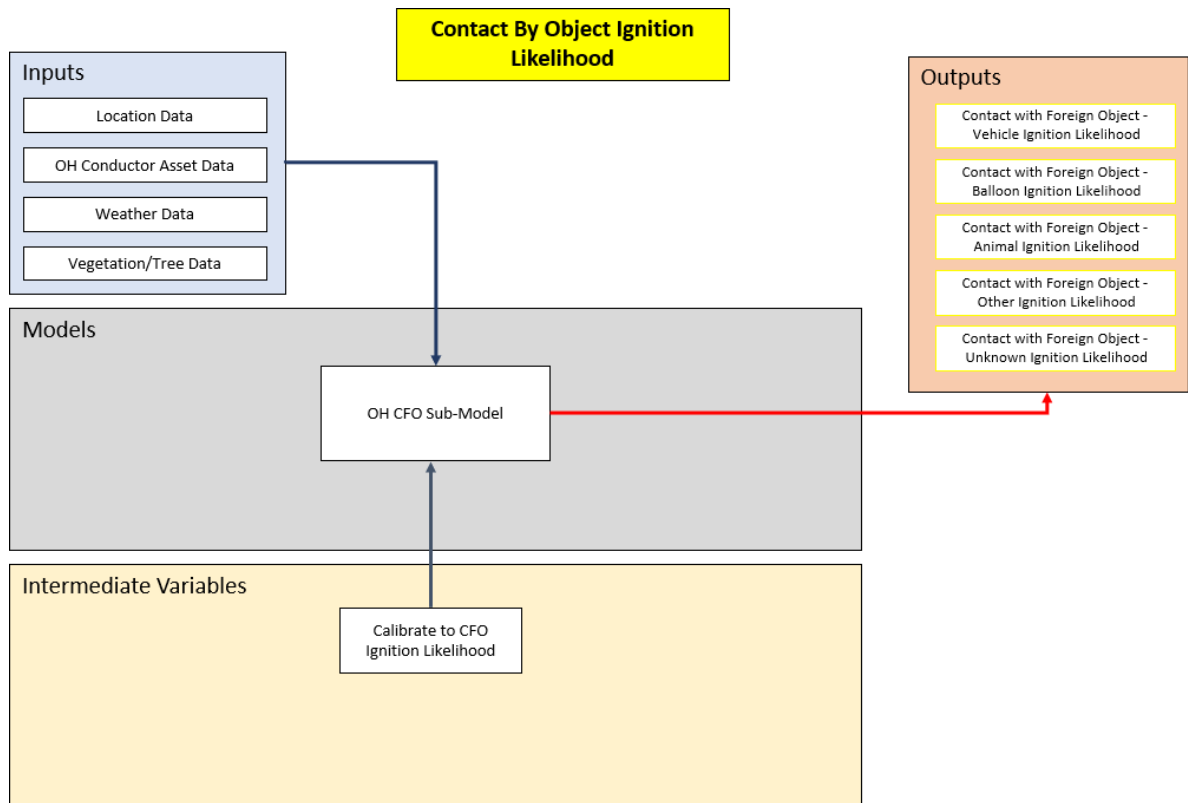 Contact By Object Ignition
Likelihood
Inputs
Location Data
OH Conductor Asset Data
Weather Data
Vegetation/Tree Data
Outputs
Contact with Foreign Object -
Vehicle Ignition Likelihood
Contact with Foreign Object -
Balloon Ignition Likelihood
Contact with Foreign Object -
Animal Ignition Likelihood
Contact with Foreign Object -
Other Ignition Likelihood
Contact with Foreign Object -
Unknown Ignition Likelihood
Models
OH CFO Sub-Model
Intermediate Variables
Calibrate to CFO
Ignition Likelihood